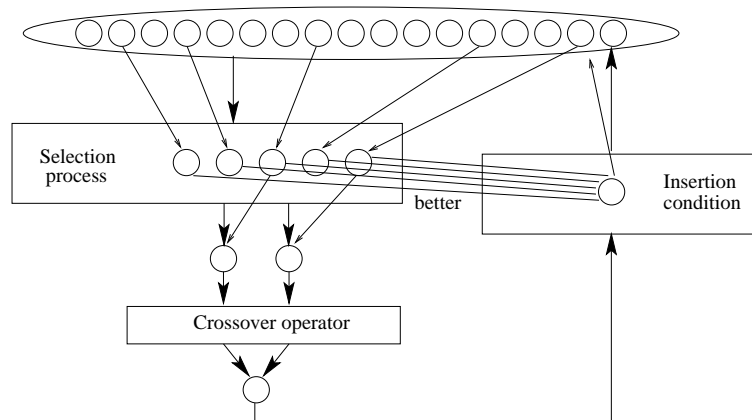 Selection
process
Insertion
condition
better
Crossover operator